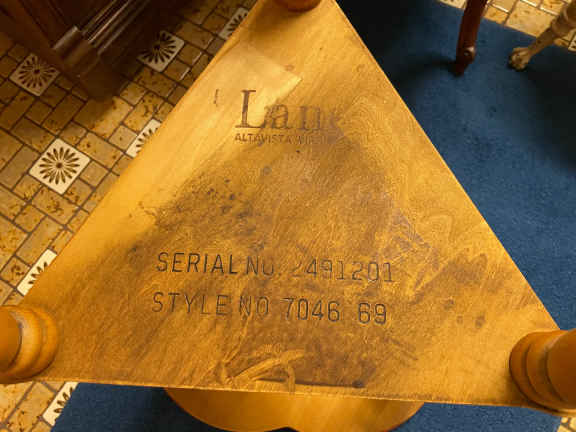 Lane
ALTAVISTA
SERIAL NO. 2491201
STYLE NO 7046 69